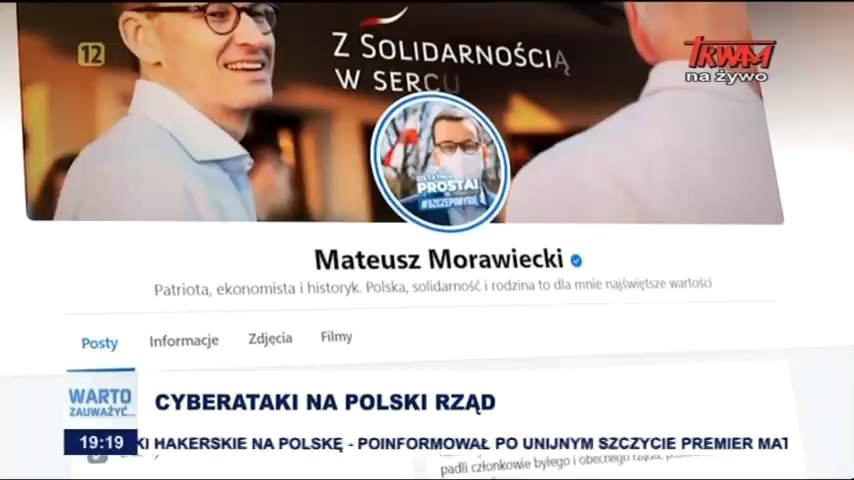 12
Z SOLIDARNOŚCIĄ
W SERCU
TRWAM
na żywo
OSTATNIA
PROSTA!
#SZCZEPIMYSIĘ
Mateusz Morawiecki
Patriota, ekonomista i historyk. Polska, solidarność i rodzina to dla mnie najświętsze wartości
Posty Informacje Zdjęcia Filmy
WARTO
ZAUWAŻYĆ...
CYBERATAKI NA POLSKI RZĄD
19:19
KI HAKERSKIE NA POLSKĘ - POINFORMOWAŁ PO UNIJNYM SZCZYCIE PREMIER MAT
padli członkowie byłego i obecnego rządu